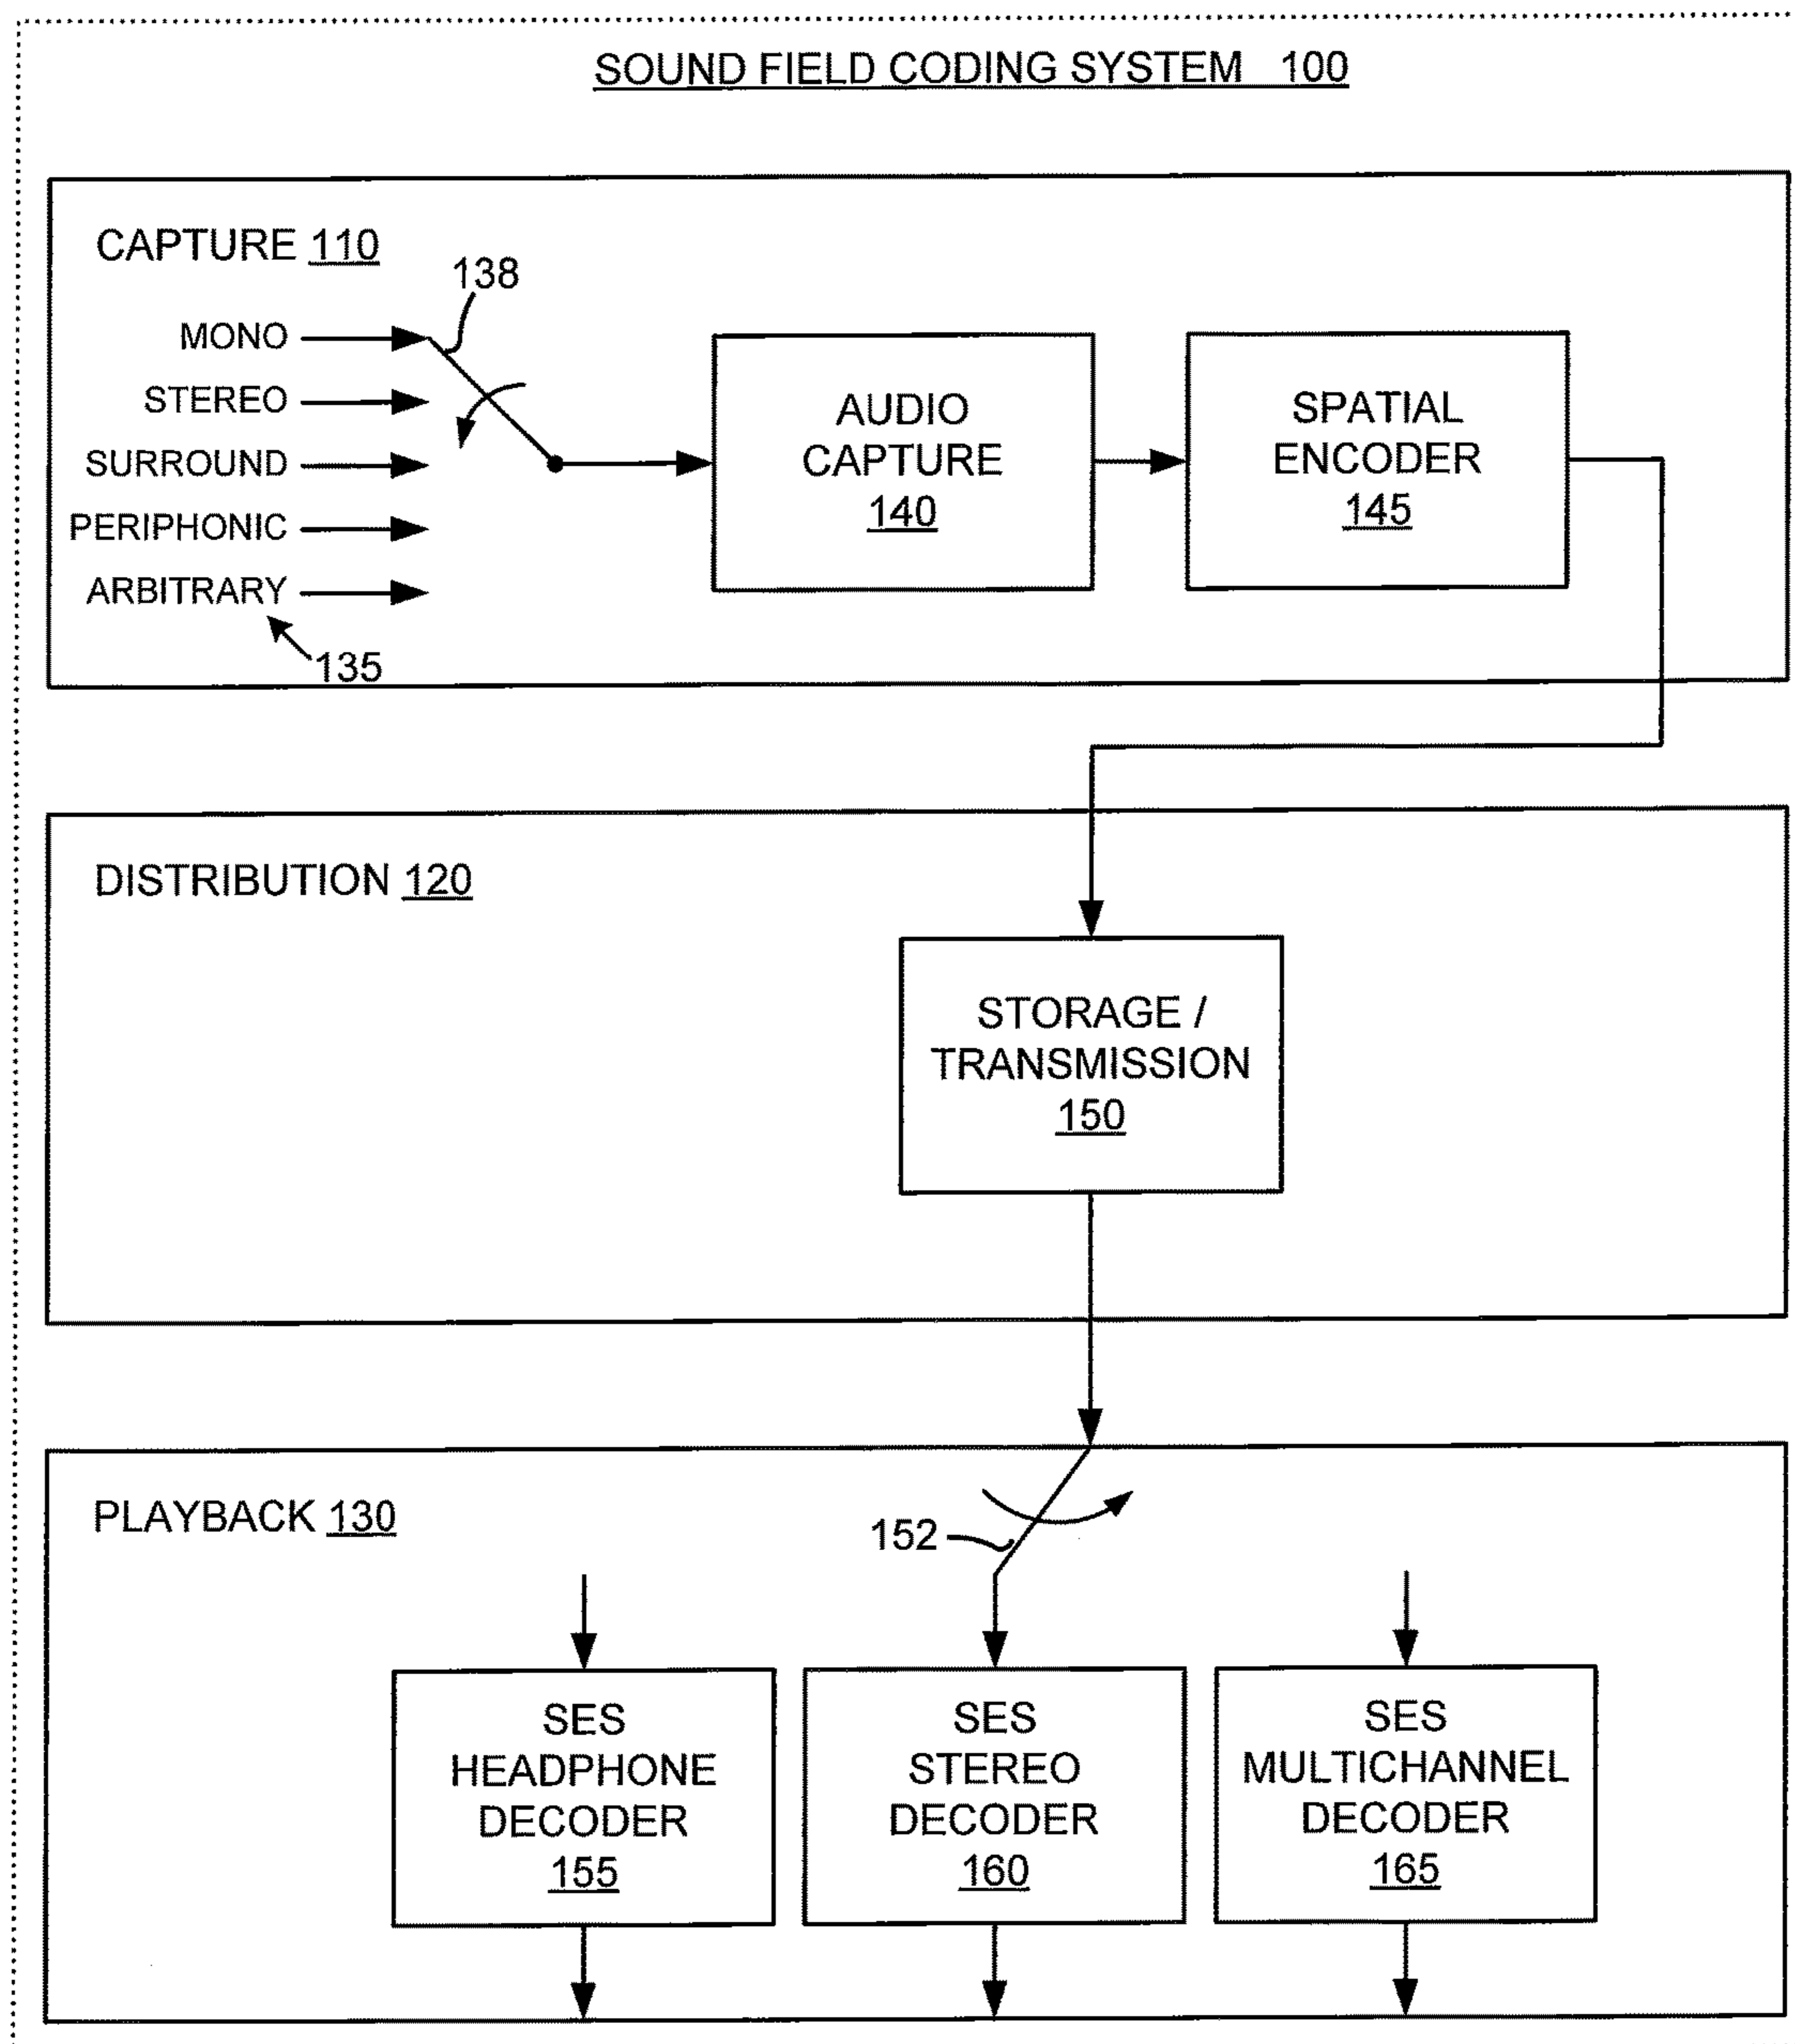 SOUND FIELD CODING SYSTEM 100
CAPTURE 110
138
MONO
STEREO
SURROUND
PERIPHONIC
ARBITRARY
135
AUDIO
CAPTURE
140
SPATIAL
ENCODER
145
DISTRIBUTION 120
STORAGE /
TRANSMISSION
150
PLAYBACK 130
152
SES
HEADPHONE
DECODER
155
SES
STEREO
DECODER
160
SES
MULTICHANNEL
DECODER
165